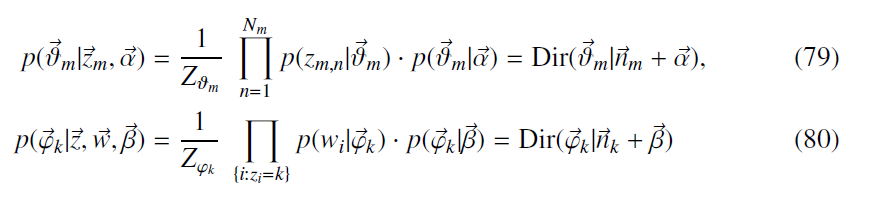 $p(\vec{\vartheta}_m|\vec{z}_m, \vec{\alpha}) = \frac{1}{Z_{\vartheta_m}} \prod_{n=1}^{N_m} p(z_{m,n}|\vec{\vartheta}_m) \cdot p(\vec{\vartheta}_m|\vec{\alpha}) = \mathrm{Dir}(\vec{\vartheta}_m|\vec{n}_m + \vec{\alpha}),$ (79)
$p(\vec{\varphi}_k|\vec{z}, \vec{w}, \vec{\beta}) = \frac{1}{Z_{\varphi_k}} \prod_{\{i:z_i=k\}} p(w_i|\vec{\varphi}_k) \cdot p(\vec{\varphi}_k|\vec{\beta}) = \mathrm{Dir}(\vec{\varphi}_k|\vec{n}_k + \vec{\beta})$ (80)